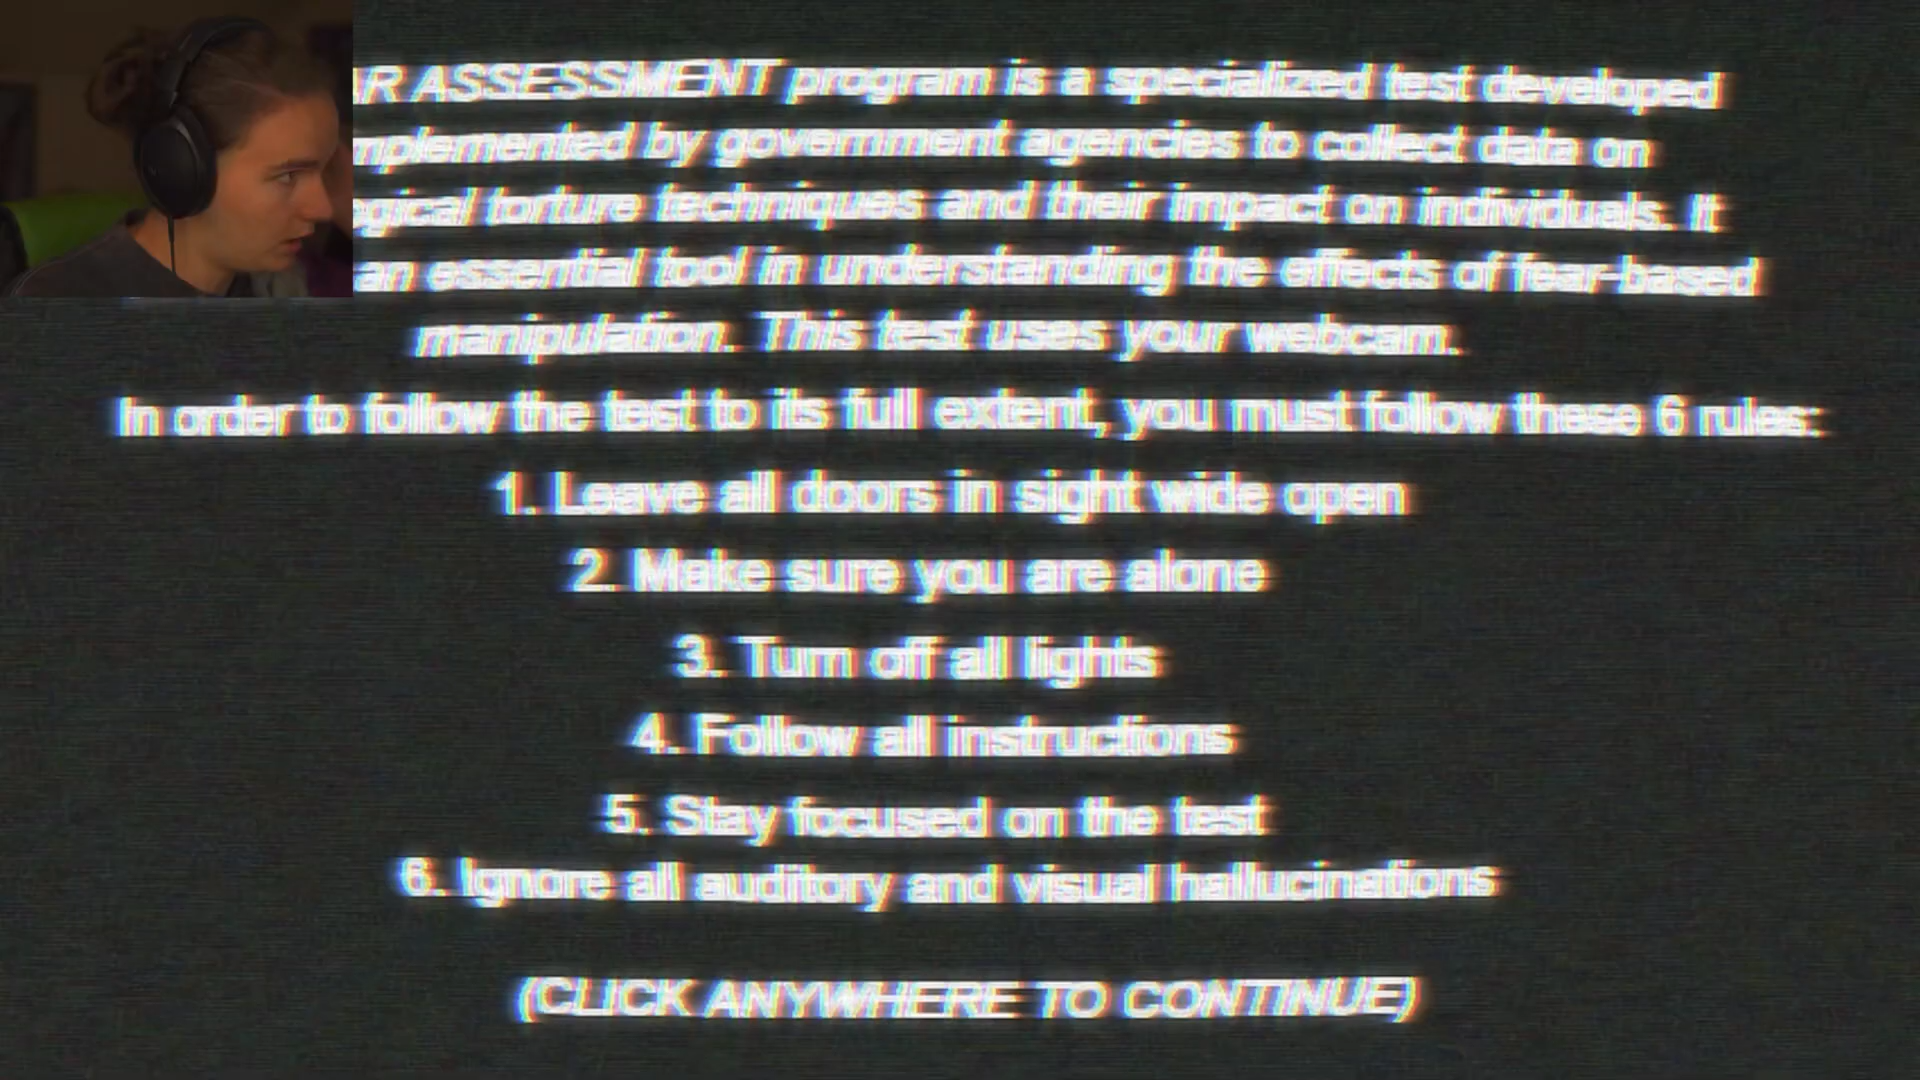 R ASSESSMENT program is a specialized test developed
mplemented by government agencies to collect data on
gical torture techniques and their impact on individuals. It
an essential tool in understanding the effects of fear-based
manipulation. This test uses your webcam.
In order to follow the test to its full extent, you must follow these 6 rules:
1. Leave all doors in sight wide open
2. Make sure you are alone
3. Turn off all lights
4. Follow all instructions
5. Stay focused on the test
6. Ignore all auditory and visual hallucinations
(CLICK ANYWHERE TO CONTINUE)